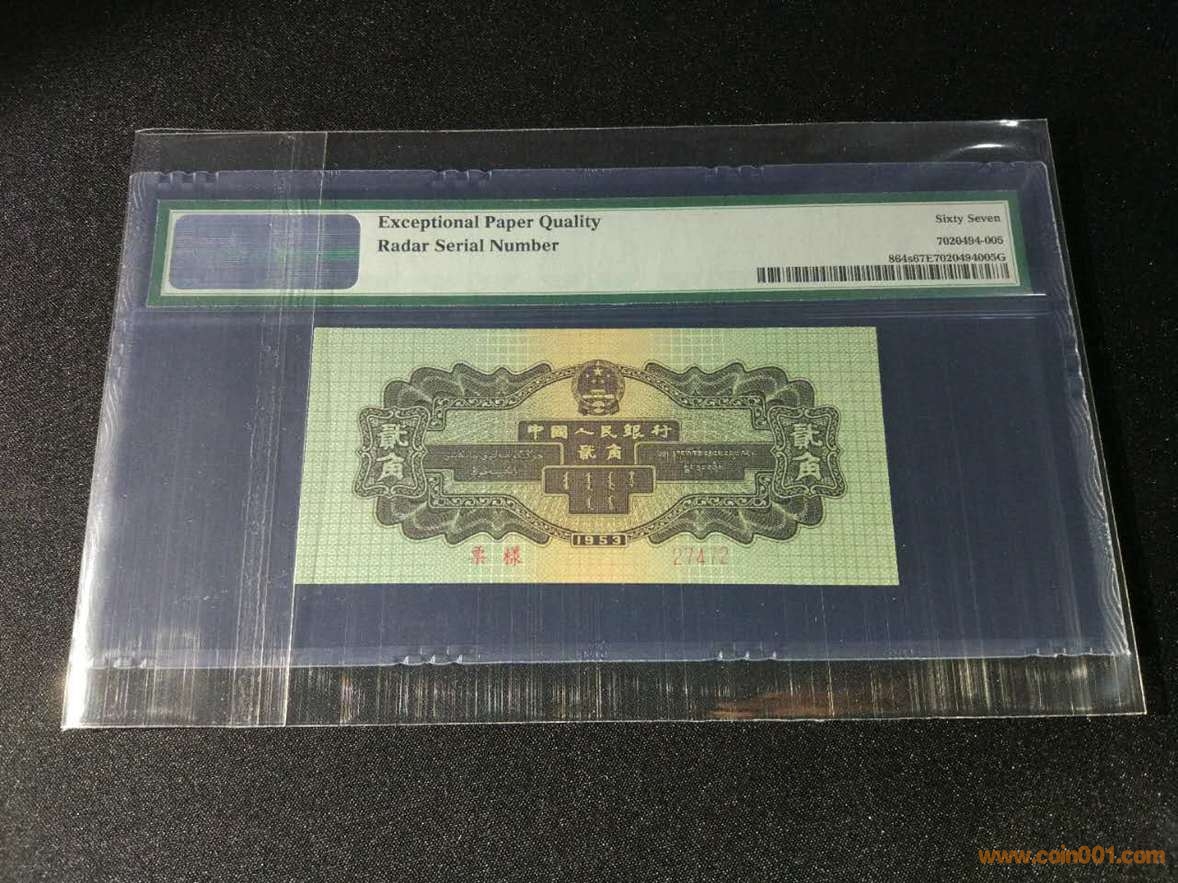 Exceptional Paper Quality
Radar Serial Number
Sixty Seven
7020494-005
864s67E7020494005G
中國人民銀行
貳角
貳角
貳角
1953
票樣
27472
www.coin001.com